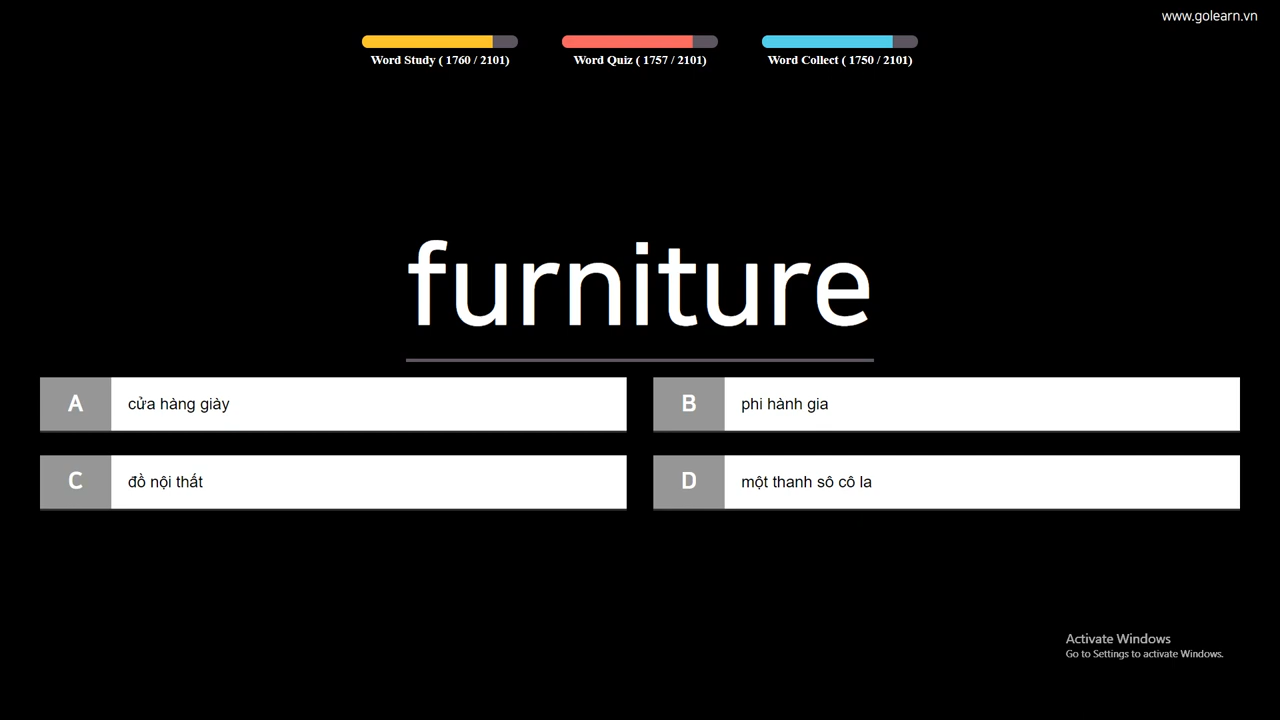 www.golearn.vn
Word Study ( 1760 / 2101)
Word Quiz ( 1757 / 2101)
Word Collect ( 1750 / 2101)
furniture
A cửa hàng giày
B phi hành gia
C đồ nội thất
D một thanh sô cô la
Activate Windows
Go to Settings to activate Windows.